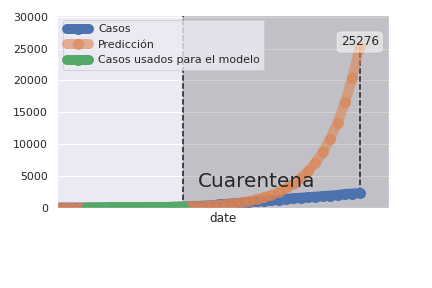 30000
25000
20000
15000
10000
5000
0
Casos
Predicción
Casos usados para el modelo
25276
Cuarentena
date